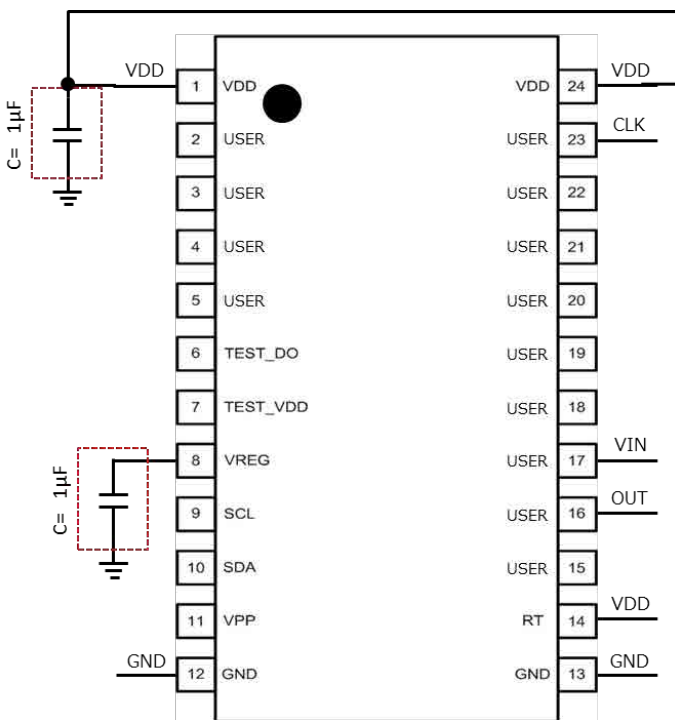 VDD 1 VDD VDD 24 VDD
C= 1µF
2 USER USER 23 CLK
3 USER USER 22
4 USER USER 21
5 USER USER 20
6 TEST_DO USER 19
7 TEST_VDD USER 18
8 VREG USER 17 VIN
C= 1µF
9 SCL USER 16 OUT
10 SDA USER 15
11 VPP RT 14 VDD
GND 12 GND GND 13 GND